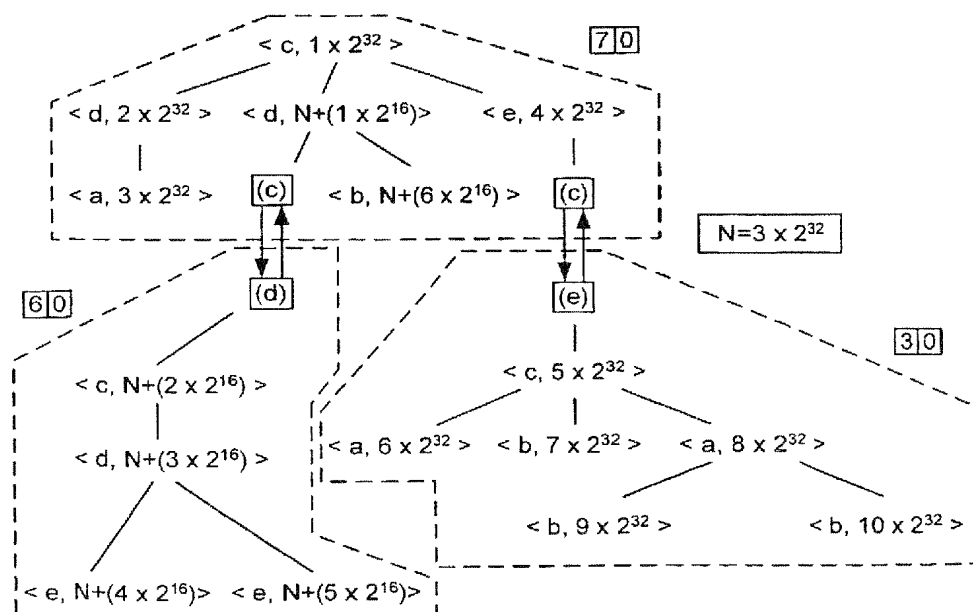 < c, 1 x 2³² >
7 0
< d, 2 x 2³² > < d, N+(1 x 2¹⁶)> < e, 4 x 2³² >
< a, 3 x 2³² > (c) < b, N+(6 x 2¹⁶) > (c)
N=3 x 2³²
6 0
(d) (e)
3 0
< c, N+(2 x 2¹⁶) > < c, 5 x 2³² >
< d, N+(3 x 2¹⁶) > < a, 6 x 2³² > < b, 7 x 2³² > < a, 8 x 2³² >
< b, 9 x 2³² > < b, 10 x 2³² >
< e, N+(4 x 2¹⁶)> < e, N+(5 x 2¹⁶)>